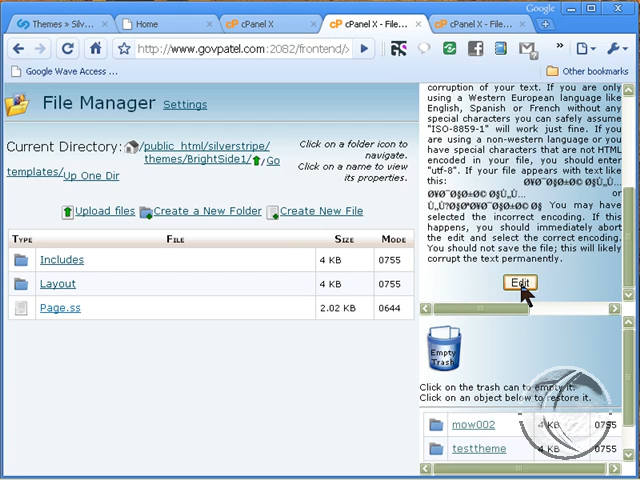 Google
Themes » Silv...
Home
cP cPanel X
cP cPanel X - File...
cP cPanel X - File...
http://www.govpatel.com:2082/frontend/x
Google Wave Access ...
Other bookmarks
File Manager Settings
Current Directory: /public_html/silverstripe/
themes/BrightSide1/ /Go
templates/Up One Dir
Click on a folder icon to
navigate.
Click on a name to view
its properties.
Upload files Create a New Folder Create New File
Type File Size Mode
Includes 4 KB 0755
Layout 4 KB 0755
Page.ss 2.02 KB 0644
corruption of your text. If you are only
using a Western European language like
English, Spanish or French without any
special characters you can safely assume
"ISO-8859-1" will work just fine. If you
are using a non-western language or you
have special characters that are not HTML
encoded in your file, you should enter
"utf-8". If your file appears with text like
this:
or
You may have
selected the incorrect encoding. If this
happens, you should immediately abort
the edit and select the correct encoding.
You should not save the file; this will likely
corrupt the text permanently.
Edit
Empty
Trash
Click on the trash can to empty it.
Click on an object below to restore it.
mow002 4 KB 0755
testtheme 4 KB 0755